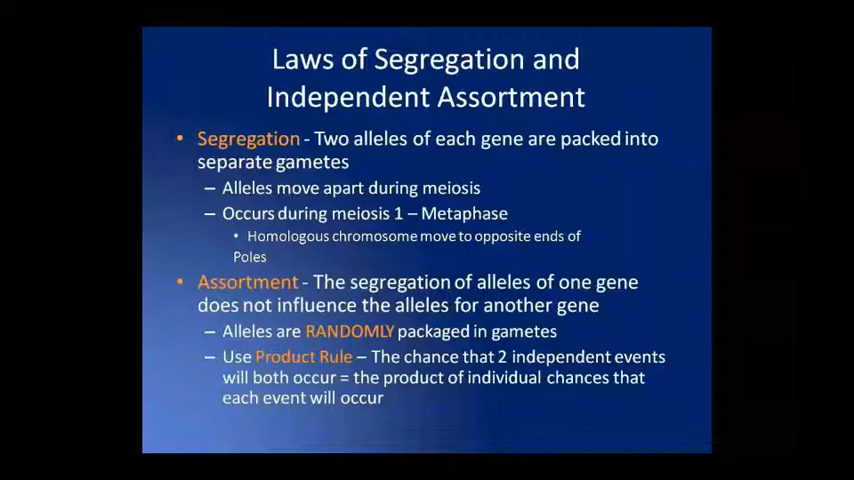 Laws of Segregation and
Independent Assortment
• Segregation - Two alleles of each gene are packed into
separate gametes
– Alleles move apart during meiosis
– Occurs during meiosis 1 – Metaphase
• Homologous chromosome move to opposite ends of
Poles
• Assortment - The segregation of alleles of one gene
does not influence the alleles for another gene
– Alleles are RANDOMLY packaged in gametes
– Use Product Rule – The chance that 2 independent events
will both occur = the product of individual chances that
each event will occur